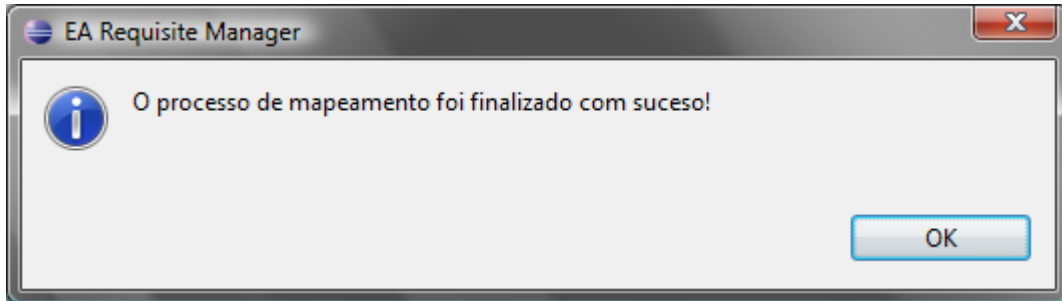 EA Requisite Manager
O processo de mapeamento foi finalizado com suceso!
OK